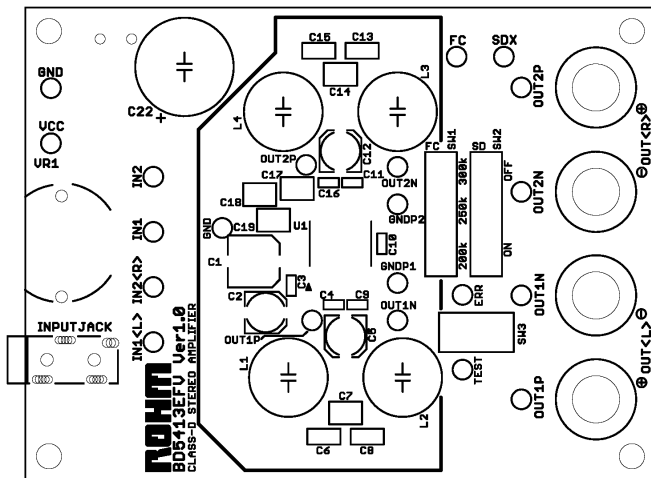 C15
C13
FC
SDX
GND
C14
L3
OUT2P
OUT<R>⊕
C22
+
L4
VCC
VR1
OUT2P
C12
FC
SW1
SD
SW2
IN2
C17
C16
C11
OUT2N
300k
OFF
OUT2N
⊖
C18
GNDP2
250k
IN1
GND
C19
U1
C10
200k
ON
C1
GNDP1
IN2<R>
C3
ERR
OUT1N
⊖
C2
C4
C9
OUT1N
INPUTJACK
OUT1P
C5
SW3
OUT<L>
IN1<L>
L1
TEST
OUT1P
⊕
C7
L2
C6
C8
ROHM
BD5413EFV Ver1.0
CLASS-D STEREO AMPLIFIER